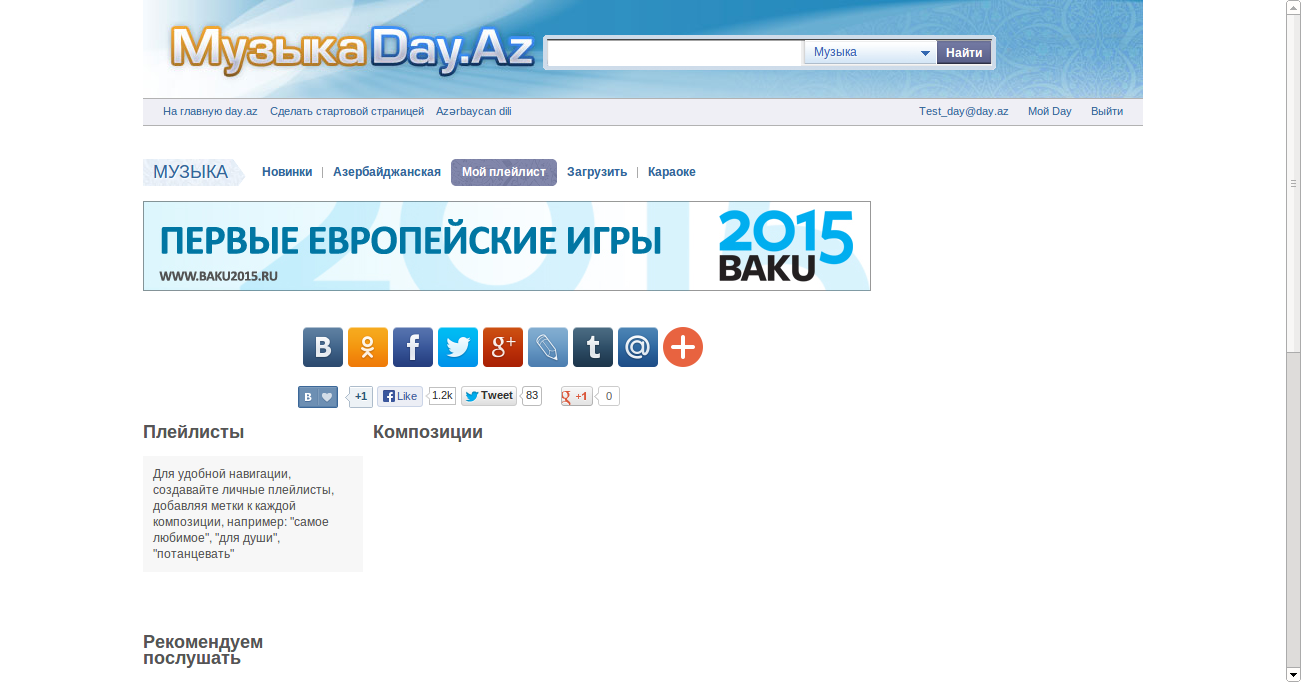 МузыкаDay.Az
Музыка
Найти
На главную day.az Сделать стартовой страницей Azərbaycan dili
Test_day@day.az Мой Day Выйти
МУЗЫКА
Новинки | Азербайджанская Мой плейлист Загрузить | Караоке
ПЕРВЫЕ ЕВРОПЕЙСКИЕ ИГРЫ
WWW.BAKU2015.RU
2015
BAKU
B f g+ t @
B +1 Like 1.2k Tweet 83 g +1 0
Плейлисты
Для удобной навигации,
создавайте личные плейлисты,
добавляя метки к каждой
композиции, например: "самое
любимое", "для души",
"потанцевать"
Композиции
Рекомендуем
послушать